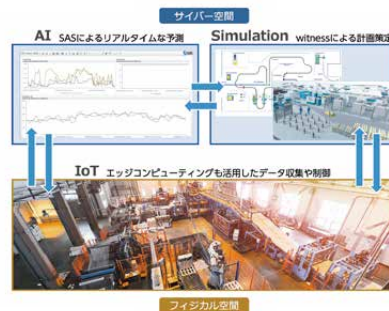 サイバー空間
AI SASによるリアルタイムな予測
Simulation witnessによる計画策定
IoT エッジコンピューティングも活用したデータ収集や制御
フィジカル空間